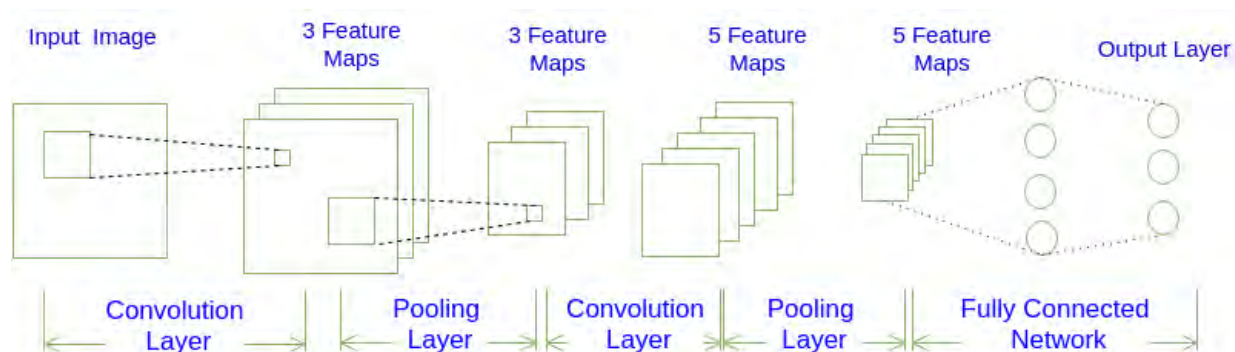 Input Image
3 Feature
Maps
3 Feature
Maps
5 Feature
Maps
5 Feature
Maps
Output Layer
Convolution
Layer
Pooling
Layer
Convolution
Layer
Pooling
Layer
Fully Connected
Network